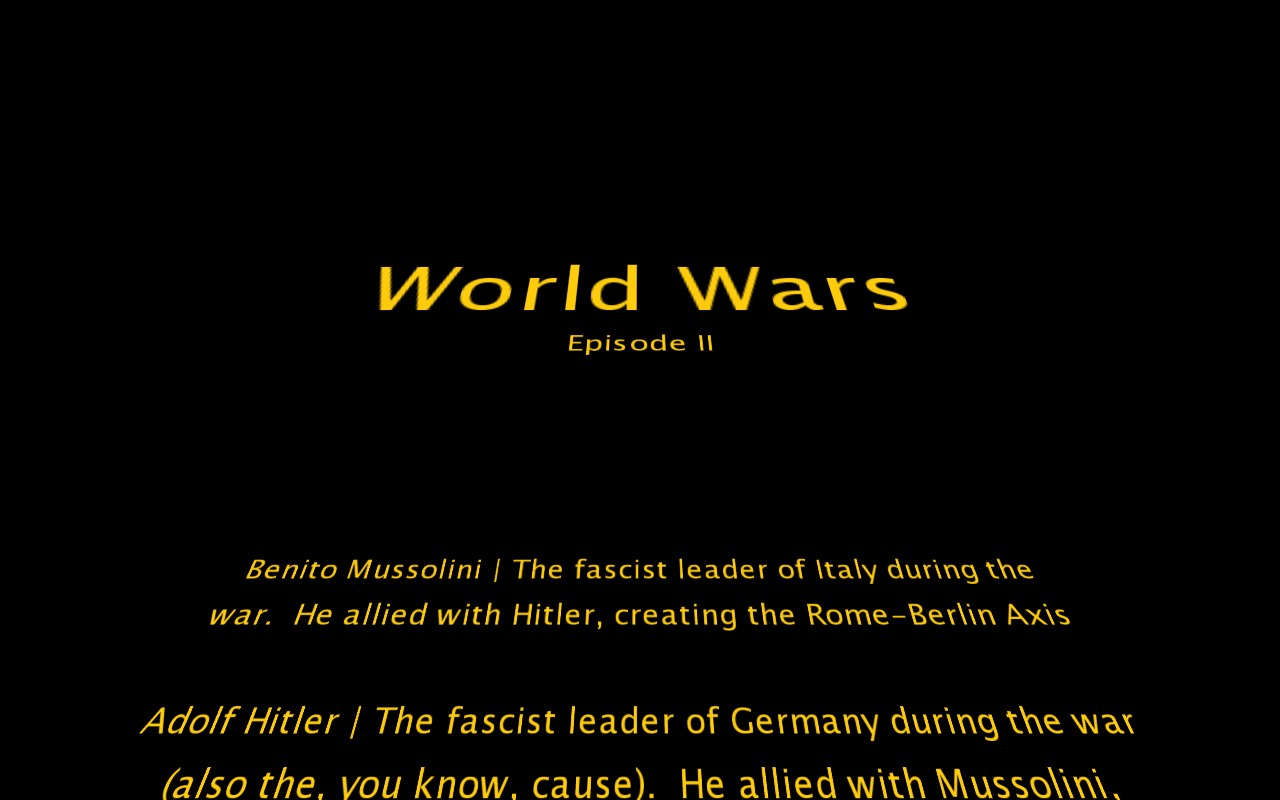 World Wars
Episode II
Benito Mussolini | The fascist leader of Italy during the
war.  He allied with Hitler, creating the Rome-Berlin Axis
Adolf Hitler | The fascist leader of Germany during the war
(also the, you know, cause).  He allied with Mussolini,